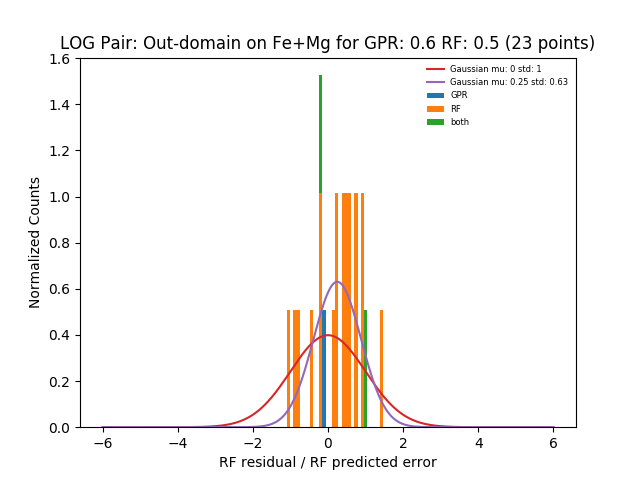 LOG Pair: Out-domain on Fe+Mg for GPR: 0.6 RF: 0.5 (23 points)
Gaussian mu: 0 std: 1
Gaussian mu: 0.25 std: 0.63
GPR
RF
both
Normalized Counts
1.6
1.4
1.2
1.0
0.8
0.6
0.4
0.2
0.0
−6 −4 −2 0 2 4 6
RF residual / RF predicted error